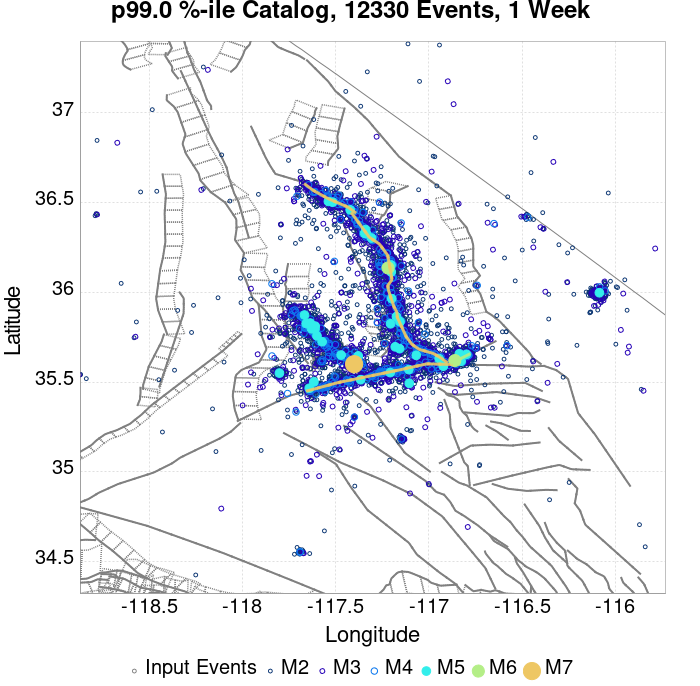 p99.0 %-ile Catalog, 12330 Events, 1 Week
37
36.5
36
35.5
35
34.5
Latitude
-118.5 -118 -117.5 -117 -116.5 -116
Longitude
Input Events M2 M3 M4 M5 M6 M7